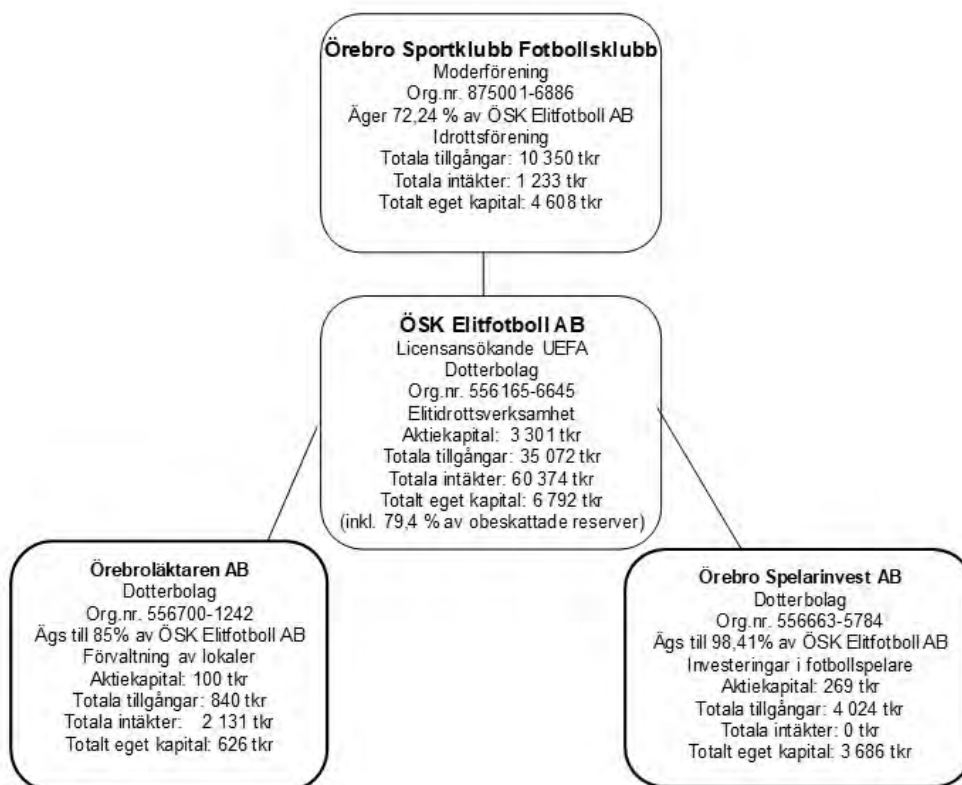 Örebro Sportklubb Fotbollsklubb
Moderförening
Org.nr. 875001-6886
Äger 72,24 % av ÖSK Elitfotboll AB
Idrottsförening
Totala tillgångar: 10 350 tkr
Totala intäkter: 1 233 tkr
Totalt eget kapital: 4 608 tkr
ÖSK Elitfotboll AB
Licensansökande UEFA
Dotterbolag
Org.nr. 556165-6645
Elitidrottsverksamhet
Aktiekapital: 3 301 tkr
Totala tillgångar: 35 072 tkr
Totala intäkter: 60 374 tkr
Totalt eget kapital: 6 792 tkr
(inkl. 79,4 % av obeskattade reserver)
Örebroläktaren AB
Dotterbolag
Org.nr. 556700-1242
Ägs till 85% av ÖSK Elitfotboll AB
Förvaltning av lokaler
Aktiekapital: 100 tkr
Totala tillgångar: 840 tkr
Totala intäkter: 2 131 tkr
Totalt eget kapital: 626 tkr
Örebro Spelarinvest AB
Dotterbolag
Org.nr. 556663-5784
Ägs till 98,41% av ÖSK Elitfotboll AB
Investeringar i fotbollspelare
Aktiekapital: 269 tkr
Totala tillgångar: 4 024 tkr
Totala intäkter: 0 tkr
Totalt eget kapital: 3 686 tkr